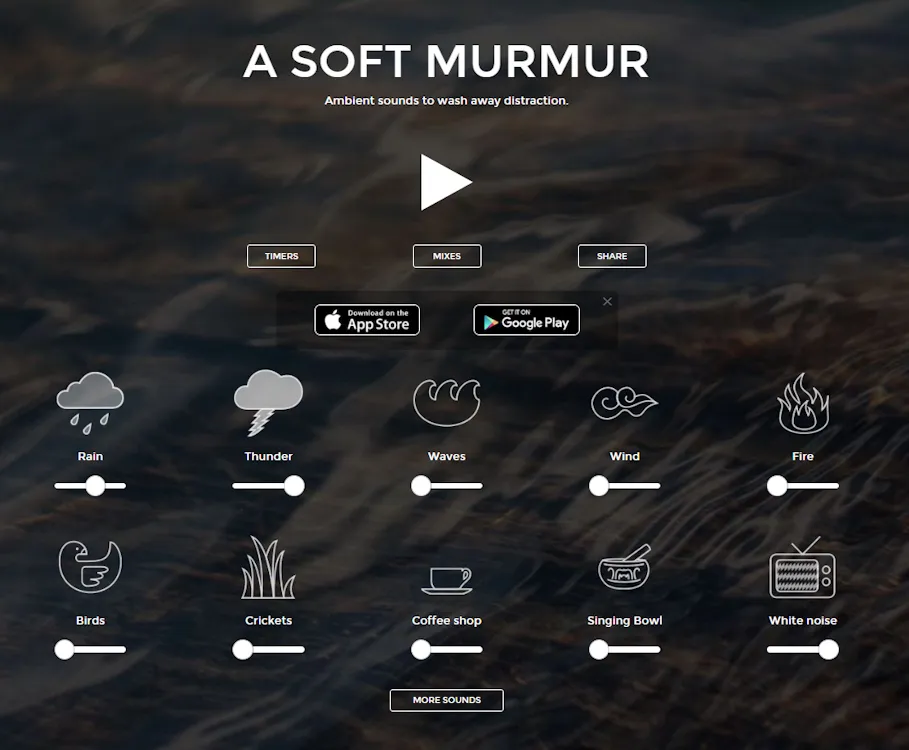 A SOFT MURMUR
Ambient sounds to wash away distraction.
TIMERS
MIXES
SHARE
Download on the
App Store
GET IT ON
Google Play
Rain
Thunder
Waves
Wind
Fire
Birds
Crickets
Coffee shop
Singing Bowl
White noise
MORE SOUNDS